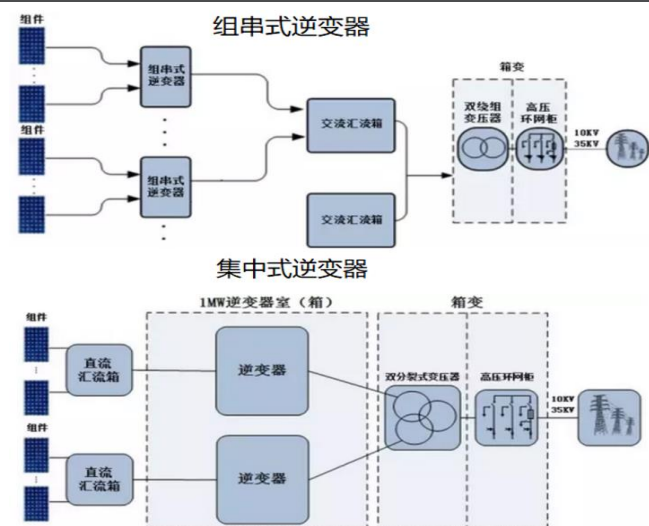 组串式逆变器
组件
组件
组串式
逆变器
组串式
逆变器
交流汇流箱
交流汇流箱
箱变
双绕组
变压器
高压
环网柜
10KV
35KV
集中式逆变器
1MW逆变器室（箱）
箱变
组件
组件
直流
汇流箱
直流
汇流箱
逆变器
逆变器
双分裂式变压器
高压环网柜
10KV
35KV